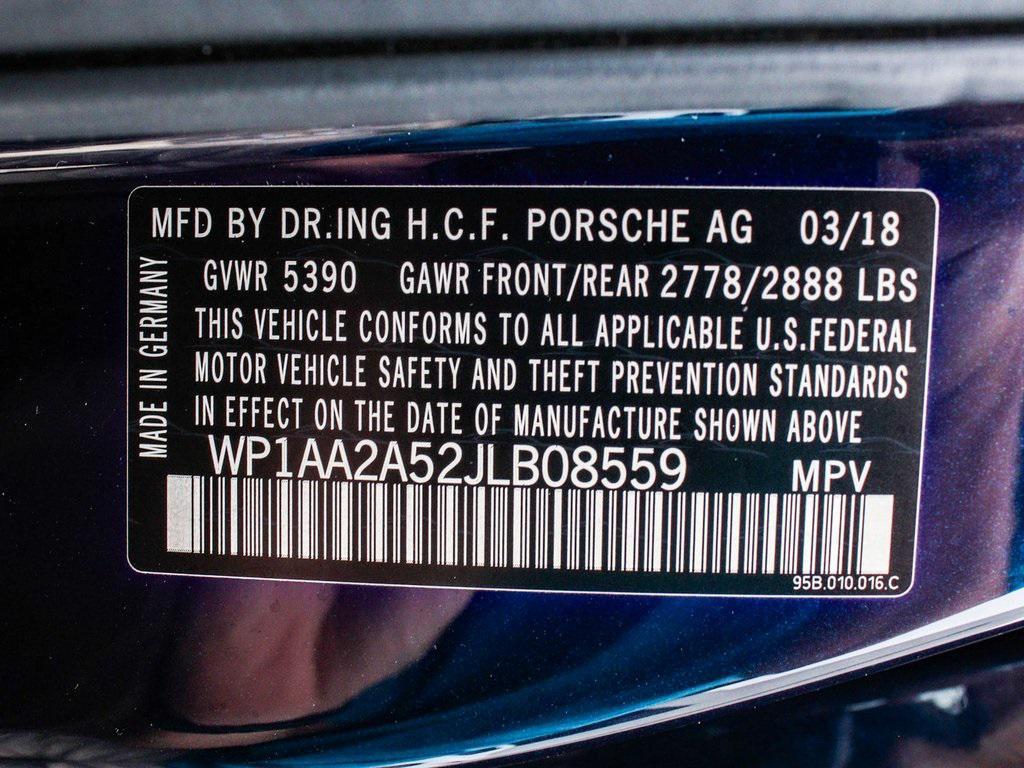 MFD BY DR.ING H.C.F. PORSCHE AG 03/18
GVWR 5390 GAWR FRONT/REAR 2778/2888 LBS
THIS VEHICLE CONFORMS TO ALL APPLICABLE U.S.FEDERAL
MOTOR VEHICLE SAFETY AND THEFT PREVENTION STANDARDS
IN EFFECT ON THE DATE OF MANUFACTURE SHOWN ABOVE
WP1AA2A52JLB08559 MPV
95B.010.016.C
MADE IN GERMANY